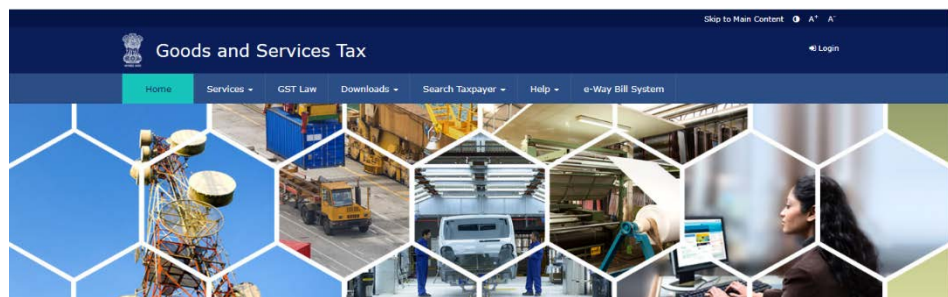 Skip to Main Content A+ A-
Goods and Services Tax
Login
Home Services GST Law Downloads Search Taxpayer Help e-Way Bill System